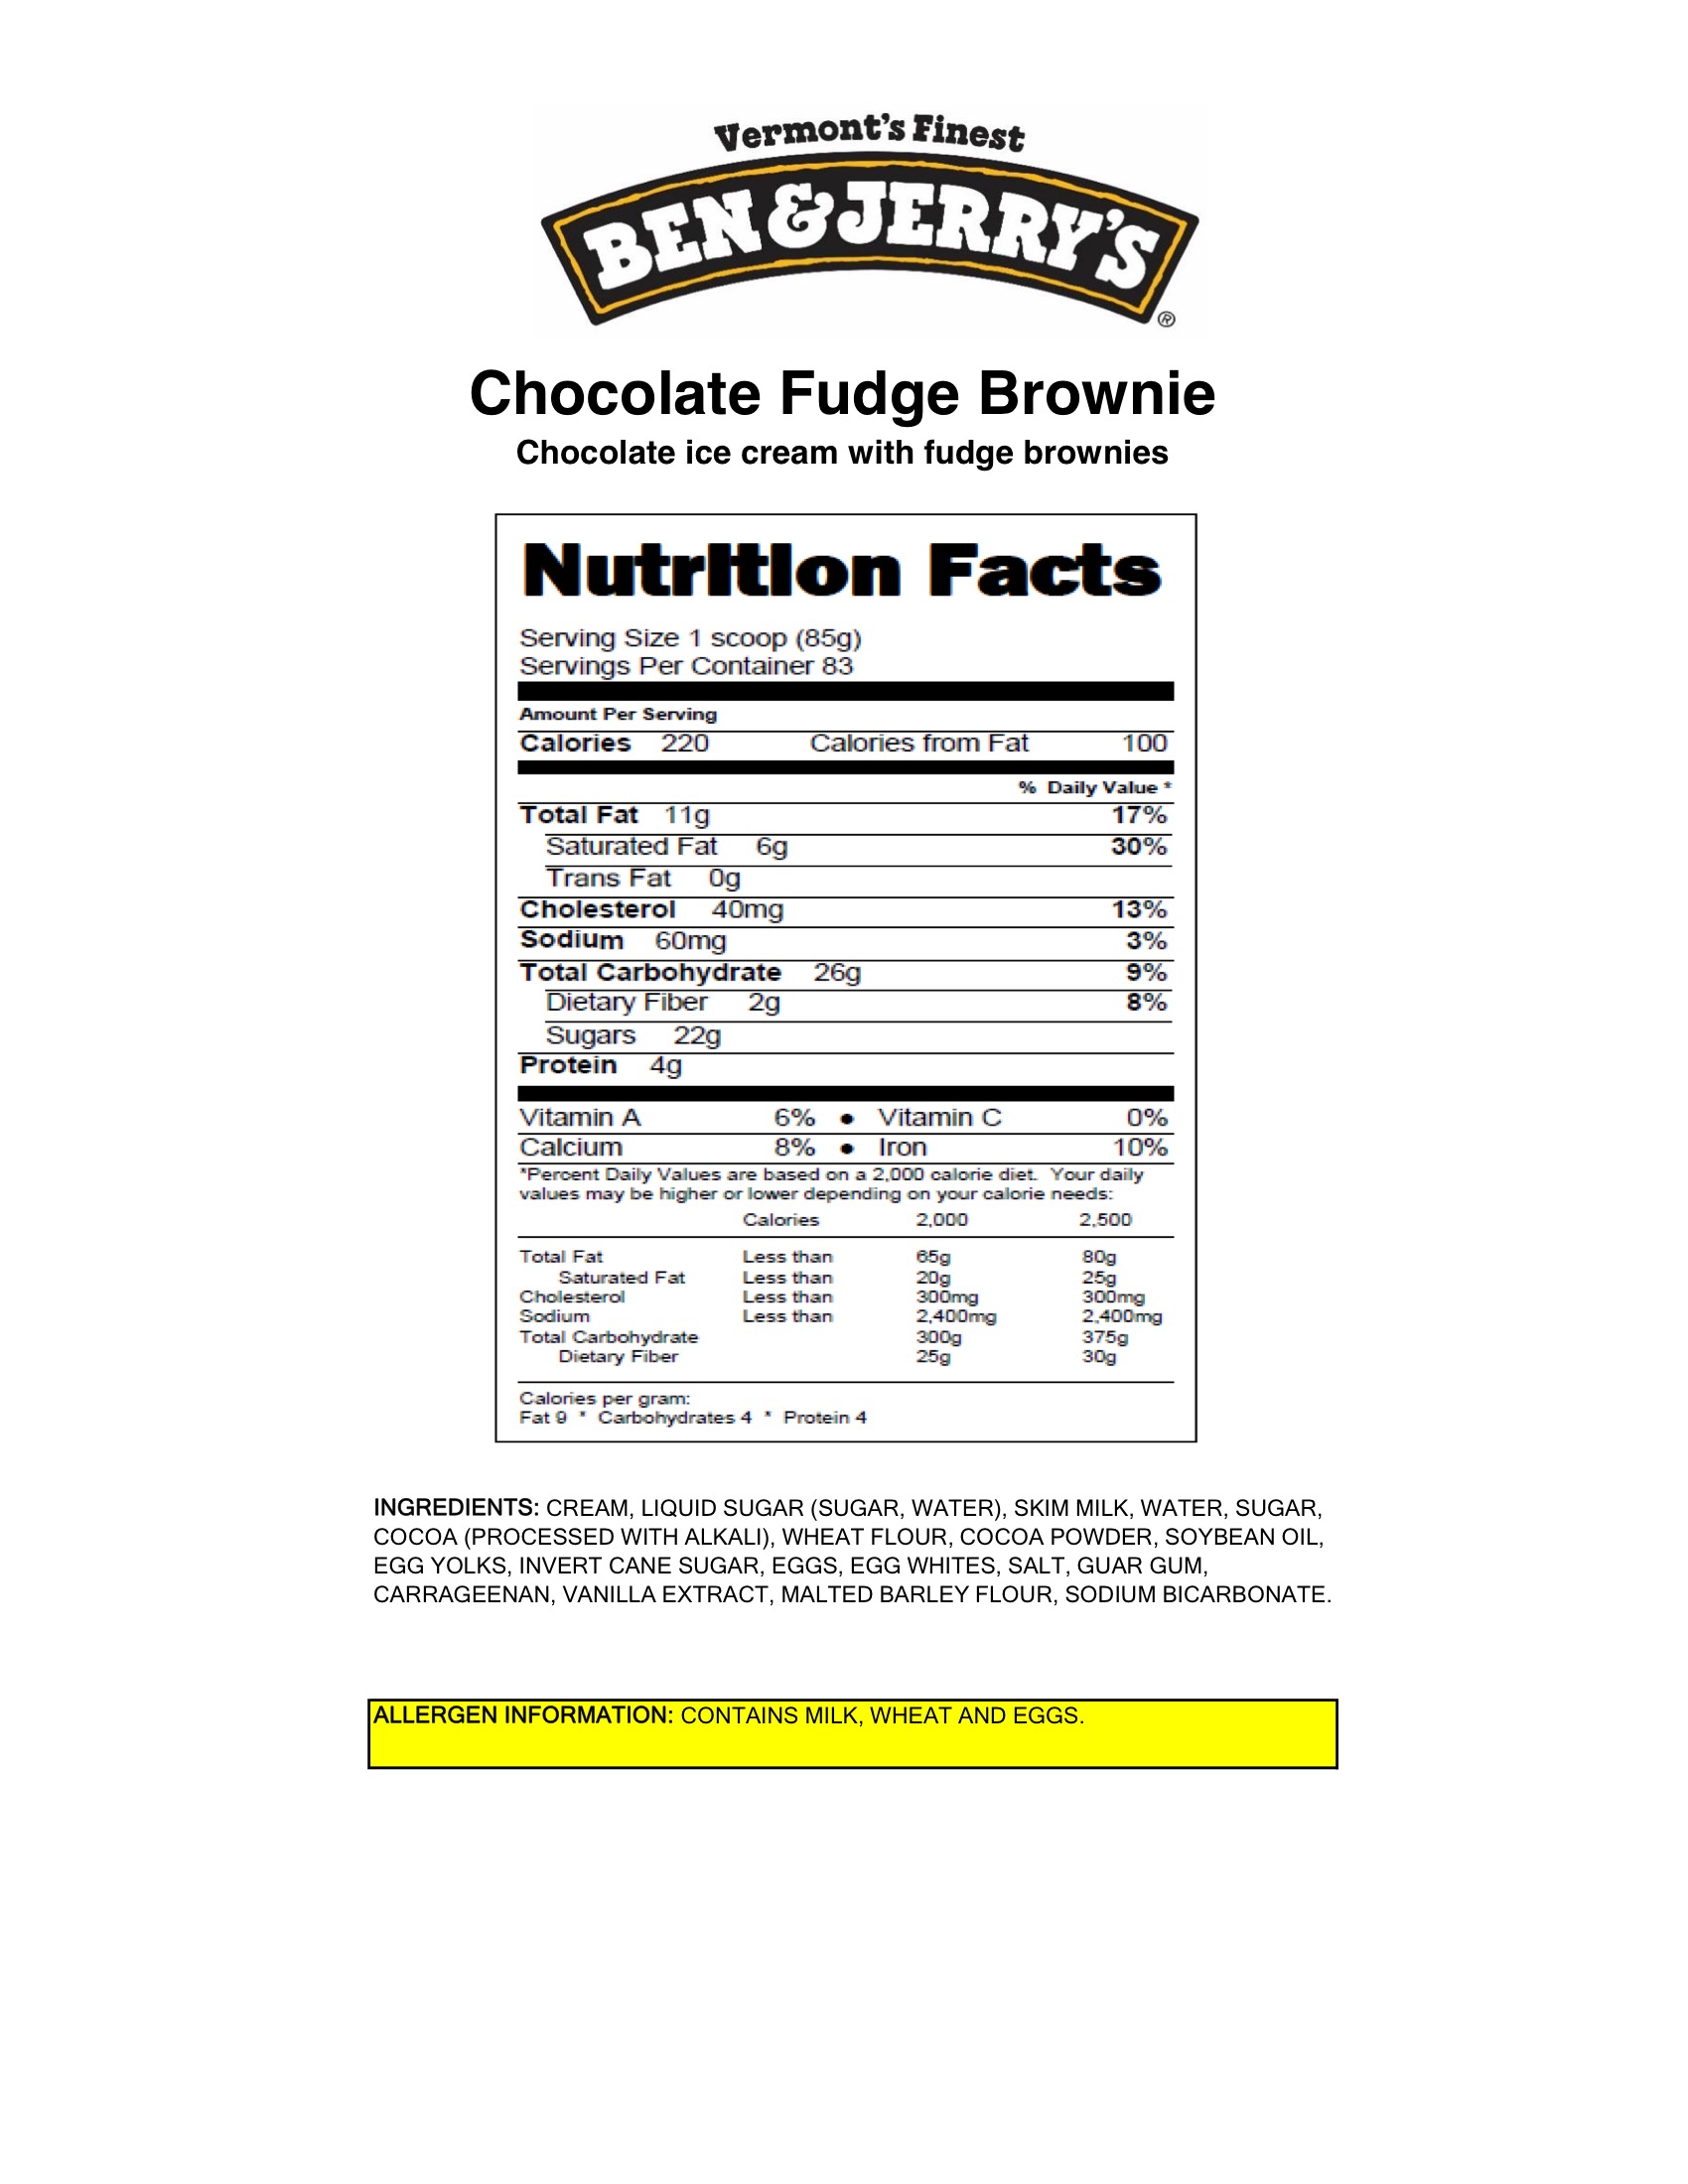 Vermont's Finest
BEN & JERRY'S
®
Chocolate Fudge Brownie
Chocolate ice cream with fudge brownies
Nutrition Facts
Serving Size 1 scoop (85g)
Servings Per Container 83
Amount Per Serving
Calories 220 Calories from Fat 100
% Daily Value *
Total Fat 11g 17%
Saturated Fat 6g 30%
Trans Fat 0g
Cholesterol 40mg 13%
Sodium 60mg 3%
Total Carbohydrate 26g 9%
Dietary Fiber 2g 8%
Sugars 22g
Protein 4g
Vitamin A 6% • Vitamin C 0%
Calcium 8% • Iron 10%
*Percent Daily Values are based on a 2,000 calorie diet. Your daily
values may be higher or lower depending on your calorie needs:
Calories 2,000 2,500
Total Fat Less than 65g 80g
Saturated Fat Less than 20g 25g
Cholesterol Less than 300mg 300mg
Sodium Less than 2,400mg 2,400mg
Total Carbohydrate 300g 375g
Dietary Fiber 25g 30g
Calories per gram:
Fat 9 * Carbohydrates 4 * Protein 4
INGREDIENTS: CREAM, LIQUID SUGAR (SUGAR, WATER), SKIM MILK, WATER, SUGAR,
COCOA (PROCESSED WITH ALKALI), WHEAT FLOUR, COCOA POWDER, SOYBEAN OIL,
EGG YOLKS, INVERT CANE SUGAR, EGGS, EGG WHITES, SALT, GUAR GUM,
CARRAGEENAN, VANILLA EXTRACT, MALTED BARLEY FLOUR, SODIUM BICARBONATE.
ALLERGEN INFORMATION: CONTAINS MILK, WHEAT AND EGGS.